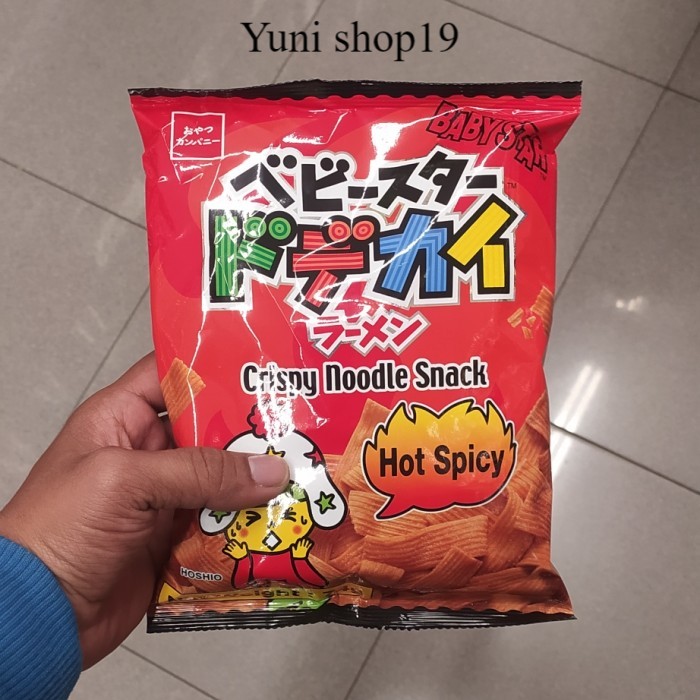 Yuni shop19
おやつ
カンパニー
BABY STAR
ベビースター
™
ドデカイ
ラーメン
Crispy Noodle Snack
Hot Spicy
HOSHIO